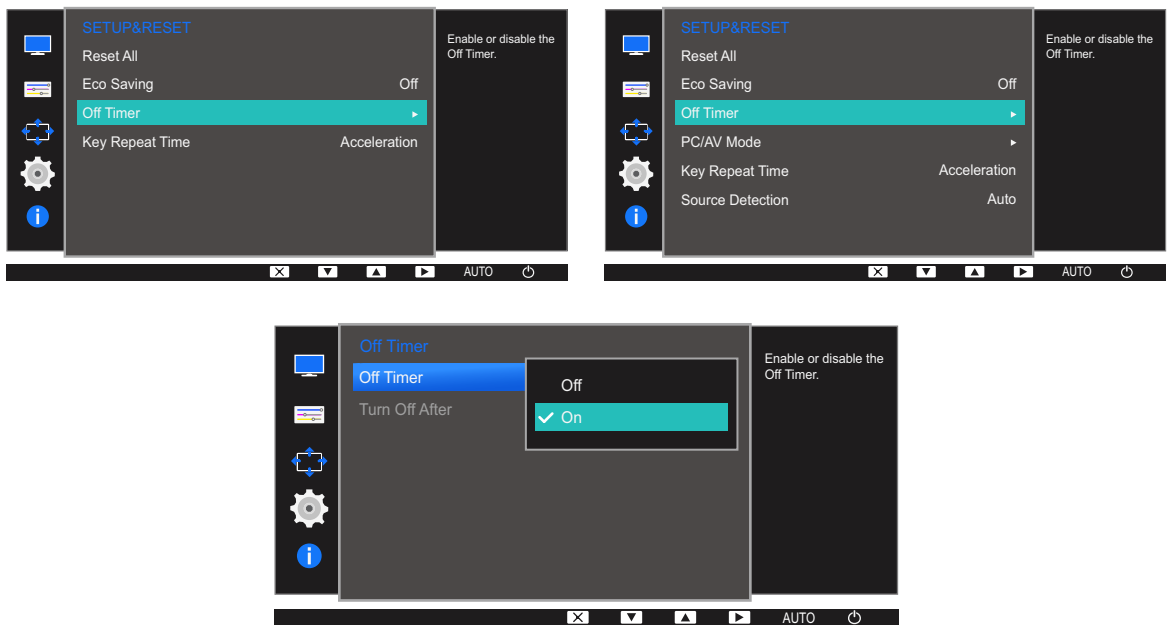 SETUP&RESET
Reset All
Eco Saving Off
Off Timer
Key Repeat Time Acceleration
Enable or disable the
Off Timer.
AUTO
SETUP&RESET
Reset All
Eco Saving Off
Off Timer
PC/AV Mode
Key Repeat Time Acceleration
Source Detection Auto
Enable or disable the
Off Timer.
AUTO
Off Timer
Off Timer
Turn Off After
Off
On
Enable or disable the
Off Timer.
AUTO